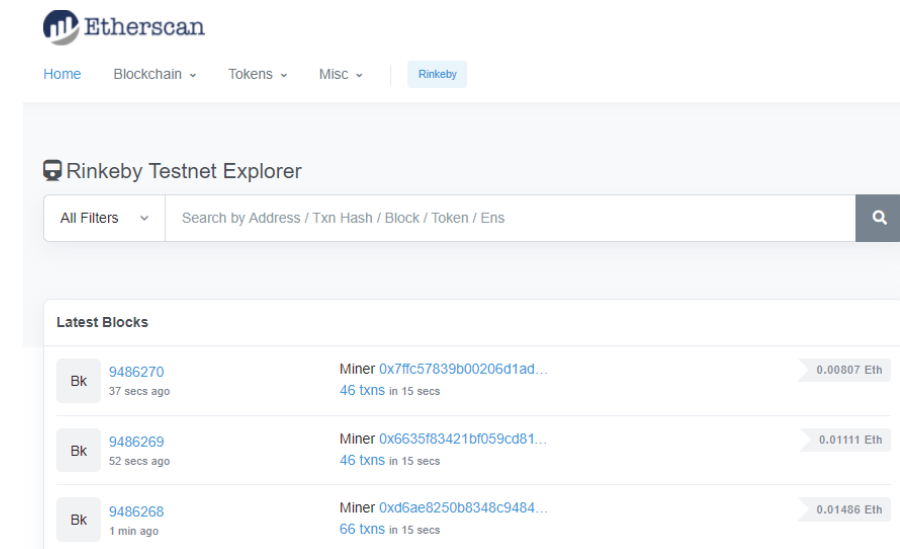 Etherscan
Home Blockchain Tokens Misc Rinkeby
Rinkeby Testnet Explorer
All Filters Search by Address / Txn Hash / Block / Token / Ens
Latest Blocks
Bk 9486270 Miner 0x7ffc57839b00206d1ad... 0.00807 Eth
37 secs ago 46 txns in 15 secs
Bk 9486269 Miner 0x6635f83421bf059cd81... 0.01111 Eth
52 secs ago 46 txns in 15 secs
Bk 9486268 Miner 0xd6ae8250b8348c9484... 0.01486 Eth
1 min ago 66 txns in 15 secs